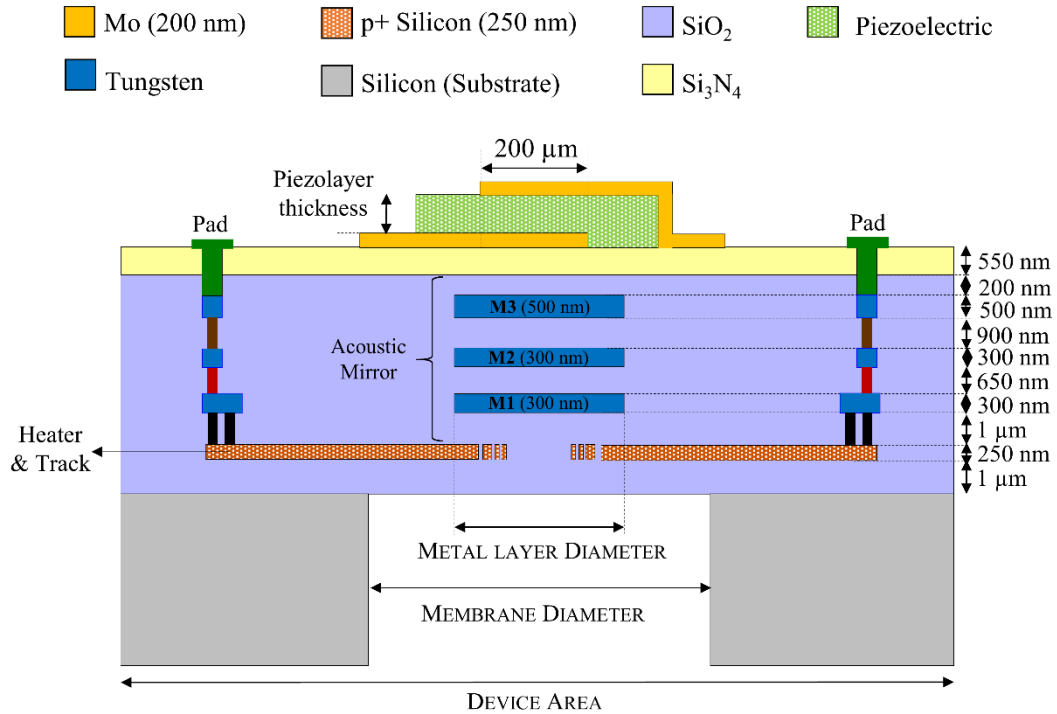 Mo (200 nm)
p+ Silicon (250 nm)
SiO2
Piezoelectric
Tungsten
Silicon (Substrate)
Si3N4
200 µm
Piezolayer
thickness
Pad
Pad
550 nm
200 nm
M3 (500 nm)
500 nm
900 nm
Acoustic
Mirror
M2 (300 nm)
300 nm
650 nm
M1 (300 nm)
300 nm
1 µm
Heater
& Track
250 nm
1 µm
METAL LAYER DIAMETER
MEMBRANE DIAMETER
DEVICE AREA